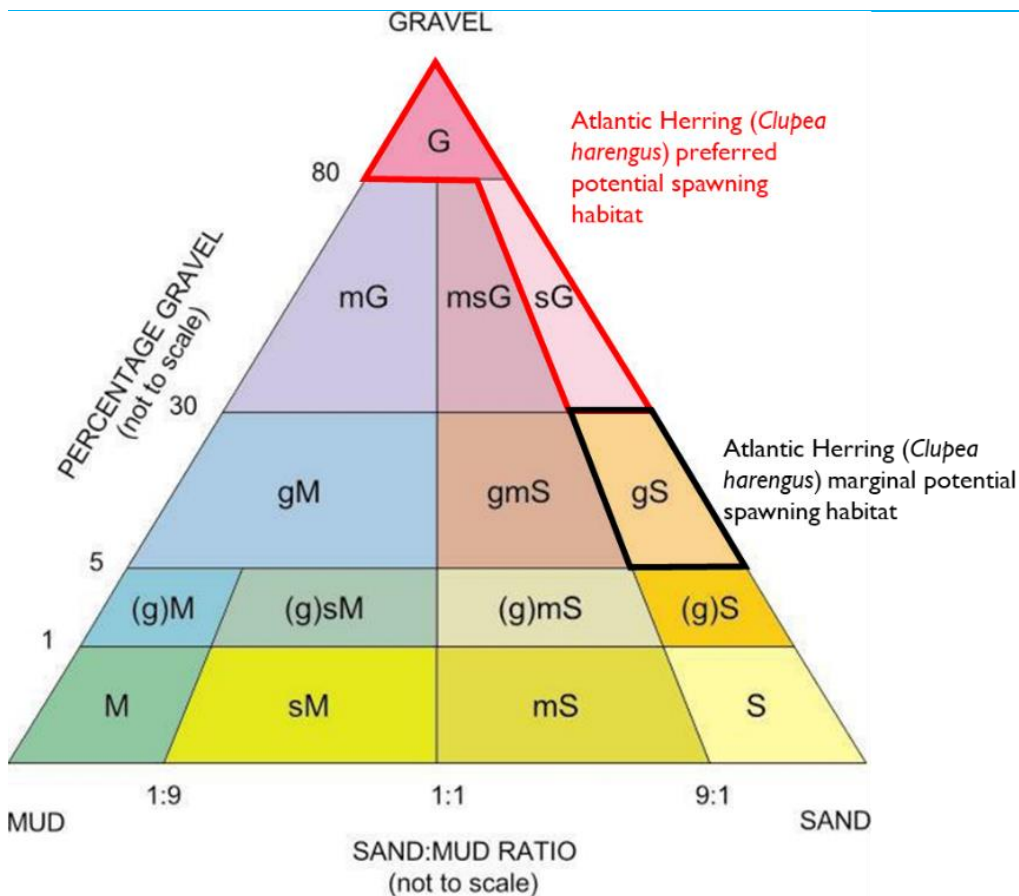 GRAVEL
Atlantic Herring (Clupea
harengus) preferred
potential spawning
habitat
G
80
PERCENTAGE GRAVEL
(not to scale)
mG
msG
sG
30
Atlantic Herring (Clupea
harengus) marginal potential
spawning habitat
gM
gmS
gS
5
(g)M
(g)sM
(g)mS
(g)S
1
M
sM
mS
S
1:9
1:1
9:1
MUD
SAND
SAND:MUD RATIO
(not to scale)